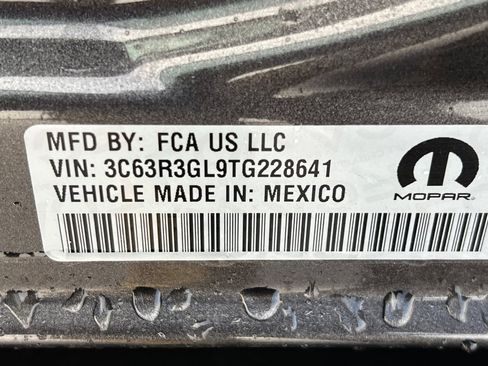 MFD BY: FCA US LLC
VIN: 3C63R3GL9TG228641
VEHICLE MADE IN: MEXICO
MOPAR